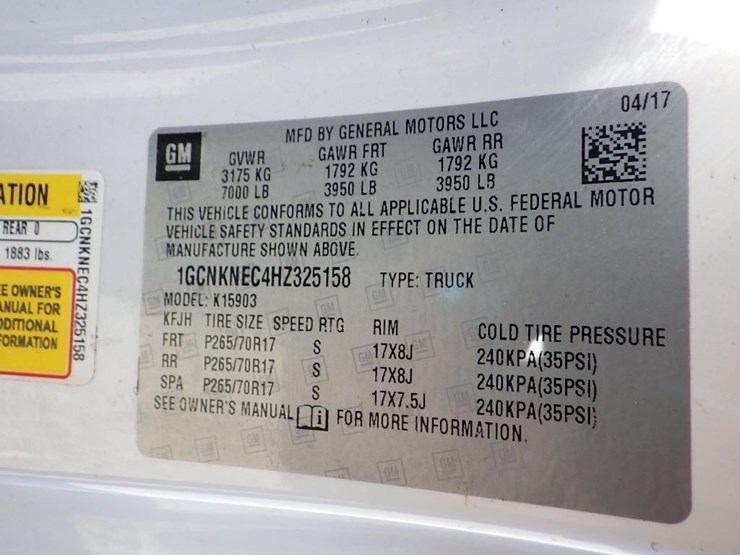 ATION
REAR 0
1883 lbs.
EE OWNER'S
ANUAL FOR
DDITIONAL
FORMATION
1GCNKNEC4HZ325158
GM
MFD BY GENERAL MOTORS LLC
04/17
GVWR GAWR FRT GAWR RR
3175 KG 1792 KG 1792 KG
7000 LB 3950 LB 3950 LB
THIS VEHICLE CONFORMS TO ALL APPLICABLE U.S. FEDERAL MOTOR
VEHICLE SAFETY STANDARDS IN EFFECT ON THE DATE OF
MANUFACTURE SHOWN ABOVE.
1GCNKNEC4HZ325158 TYPE: TRUCK
MODEL: K15903
KFJH TIRE SIZE SPEED RTG RIM COLD TIRE PRESSURE
FRT P265/70R17 S 17X8J 240KPA(35PSI)
RR P265/70R17 S 17X8J 240KPA(35PSI)
SPA P265/70R17 S 17X7.5J 240KPA(35PSI)
SEE OWNER'S MANUAL i FOR MORE INFORMATION.